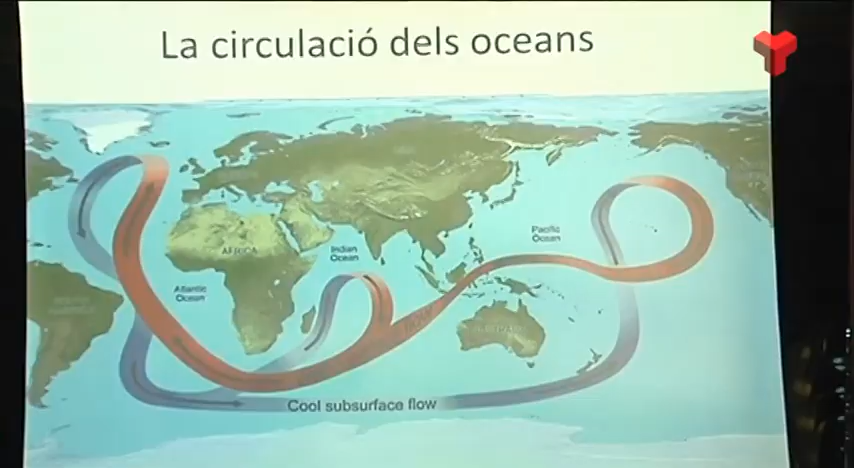 La circulació dels oceans
AFRICA
Indian
Ocean
Pacific
Ocean
Atlantic
Ocean
Cool subsurface flow